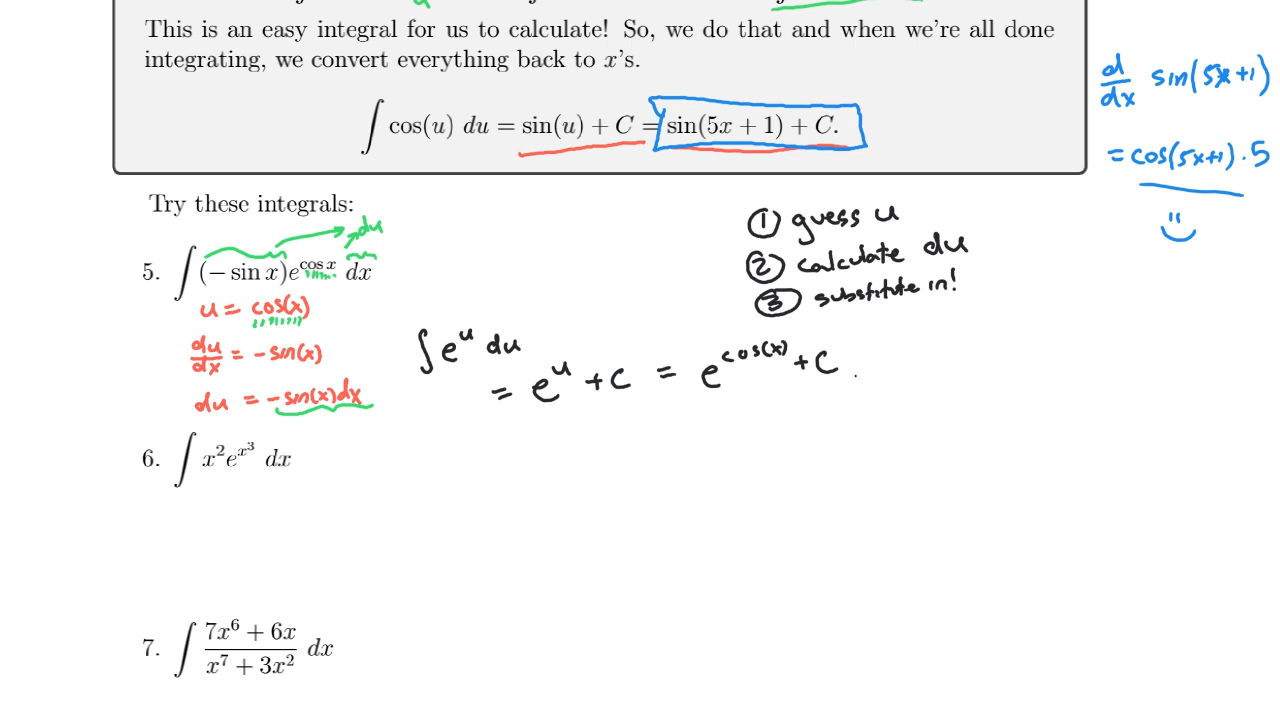 This is an easy integral for us to calculate! So, we do that and when we're all done
integrating, we convert everything back to x's.
∫ cos(u) du = sin(u) + C = sin(5x + 1) + C.
d/dx sin(5x+1)
= cos(5x+1) · 5
Try these integrals:
5. ∫ (− sin x)e^{cos x} dx
du
u = cos(x)
du/dx = -sin(x)
du = -sin(x)dx
∫ e^u du
= e^u + C = e^{cos(x)} + C.
① guess u
② calculate du
③ substitute in!
6. ∫ x²e^{x³} dx
7. ∫ (7x⁶ + 6x)/(x⁷ + 3x²) dx